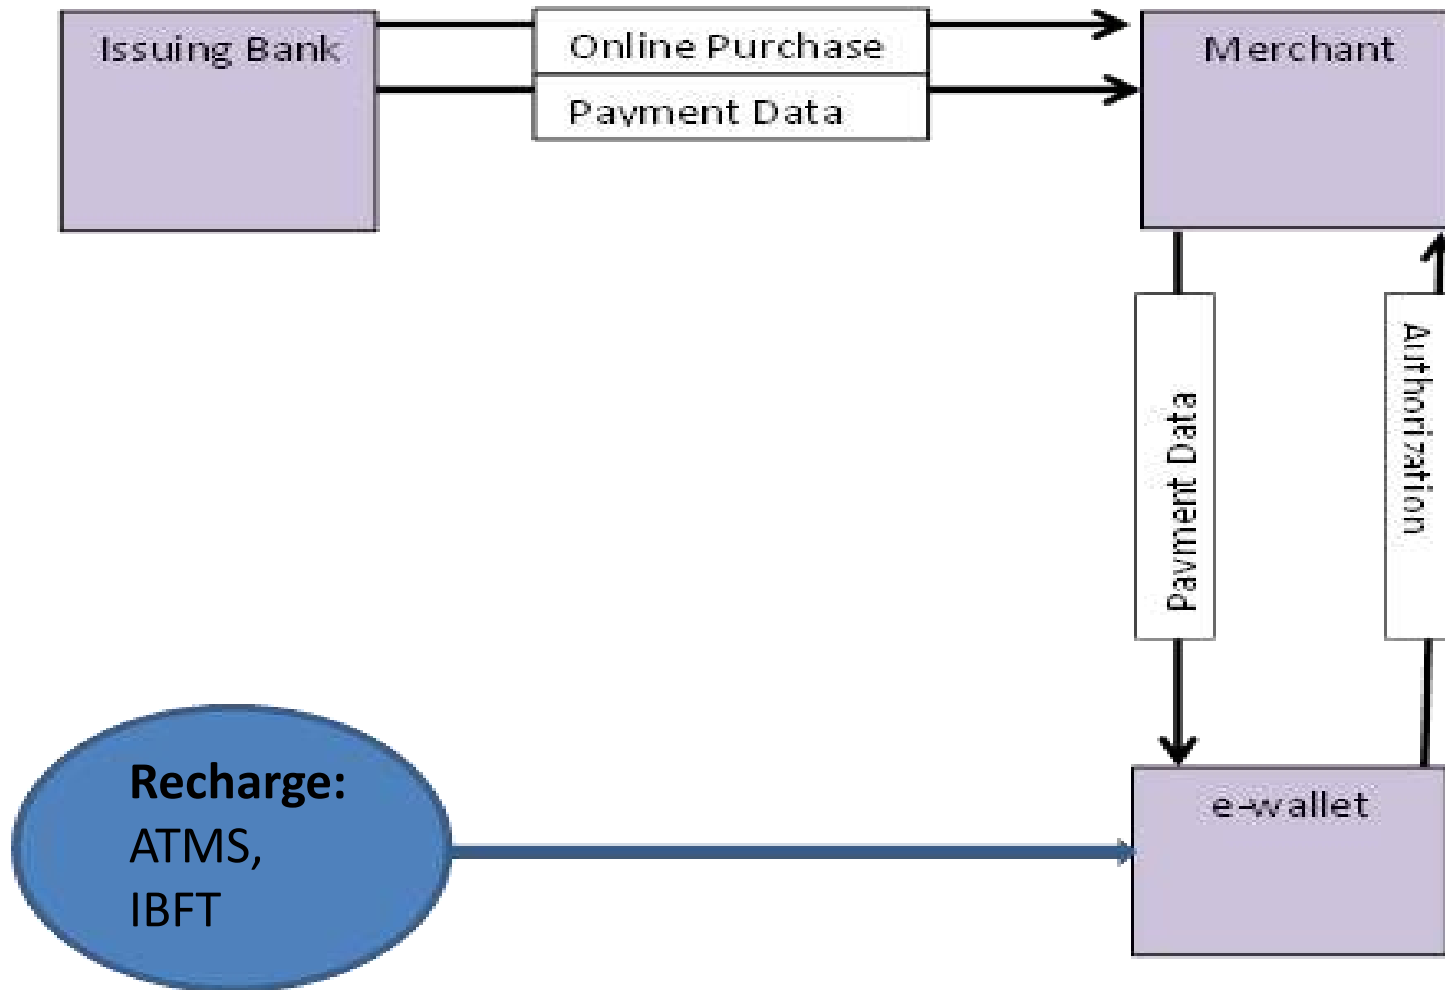 Issuing Bank
Online Purchase
Payment Data
Merchant
Payment Data
Authorization
Recharge:
ATMS,
IBFT
e-wallet